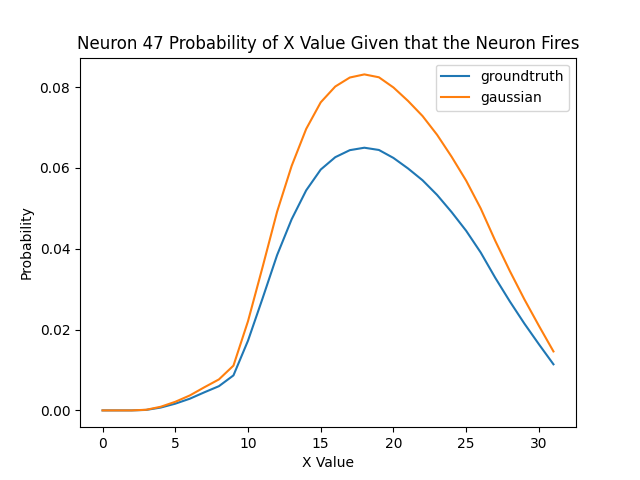 Neuron 47 Probability of X Value Given that the Neuron Fires
groundtruth
gaussian
0.08
0.06
0.04
0.02
0.00
Probability
0 5 10 15 20 25 30
X Value